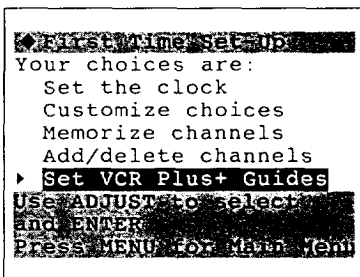 ◆First Time Set-Up
Your choices are:
Set the clock
Customize choices
Memorize channels
Add/delete channels
▸ Set VCR Plus+ Guides
Use ADJUST to select
and ENTER
Press MENU for Main Menu